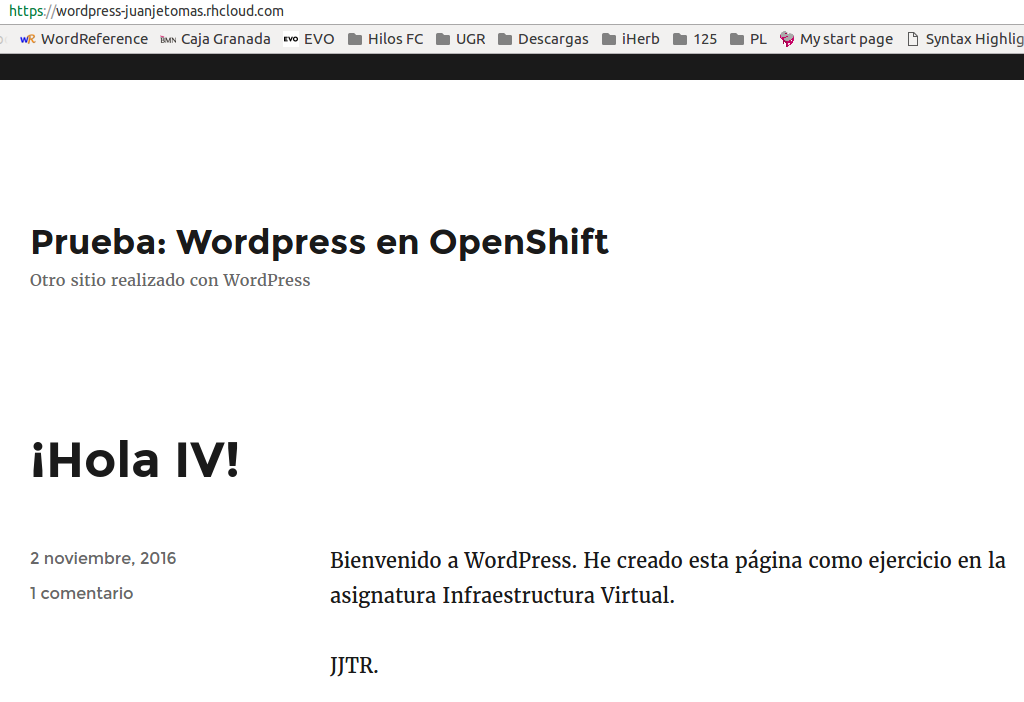 https://wordpress-juanjetomas.rhcloud.com
WordReference BMN Caja Granada EVO EVO Hilos FC UGR Descargas iHerb 125 PL My start page Syntax Highlig
Prueba: Wordpress en OpenShift
Otro sitio realizado con WordPress
¡Hola IV!
2 noviembre, 2016
1 comentario
Bienvenido a WordPress. He creado esta página como ejercicio en la
asignatura Infraestructura Virtual.
JJTR.